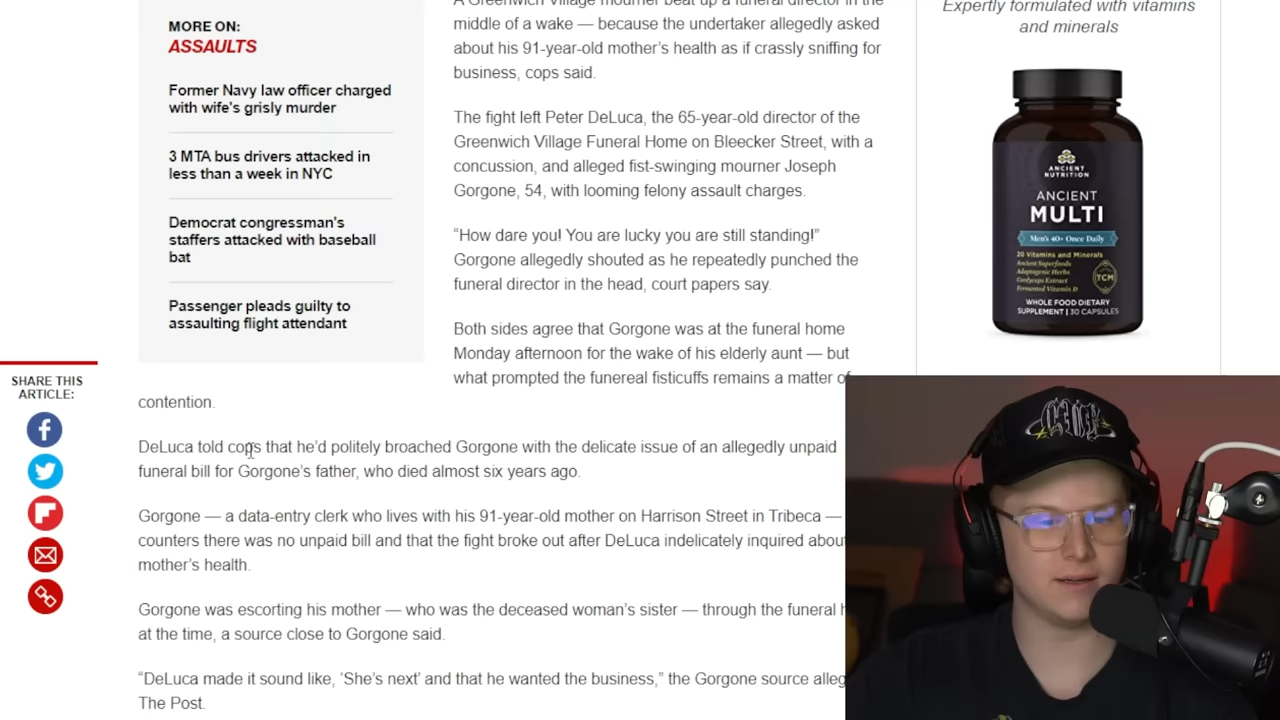 MORE ON:
ASSAULTS
Former Navy law officer charged
with wife's grisly murder
3 MTA bus drivers attacked in
less than a week in NYC
Democrat congressman's
staffers attacked with baseball
bat
Passenger pleads guilty to
assaulting flight attendant
SHARE THIS
ARTICLE:
A Greenwich Village mourner beat up a funeral director in the
middle of a wake — because the undertaker allegedly asked
about his 91-year-old mother’s health as if crassly sniffing for
business, cops said.
The fight left Peter DeLuca, the 65-year-old director of the
Greenwich Village Funeral Home on Bleecker Street, with a
concussion, and alleged fist-swinging mourner Joseph
Gorgone, 54, with looming felony assault charges.
“How dare you! You are lucky you are still standing!”
Gorgone allegedly shouted as he repeatedly punched the
funeral director in the head, court papers say.
Both sides agree that Gorgone was at the funeral home
Monday afternoon for the wake of his elderly aunt — but
what prompted the funereal fisticuffs remains a matter of
contention.
DeLuca told cops that he’d politely broached Gorgone with the delicate issue of an allegedly unpaid
funeral bill for Gorgone’s father, who died almost six years ago.
Gorgone — a data-entry clerk who lives with his 91-year-old mother on Harrison Street in Tribeca —
counters there was no unpaid bill and that the fight broke out after DeLuca indelicately inquired about
mother’s health.
Gorgone was escorting his mother — who was the deceased woman’s sister — through the funeral
at the time, a source close to Gorgone said.
“DeLuca made it sound like, ‘She’s next’ and that he wanted the business,” the Gorgone source
The Post.
Expertly formulated with vitamins
and minerals
ANCIENT
NUTRITION
ANCIENT
MULTI
Men's 40+ Once Daily
20 Vitamins and Minerals
Ancient Superfoods
Adaptogenic Herbs
Cordyceps Extract
Fermented Vitamin D
TCM
WHOLE FOOD DIETARY
SUPPLEMENT | 30 CAPSULES